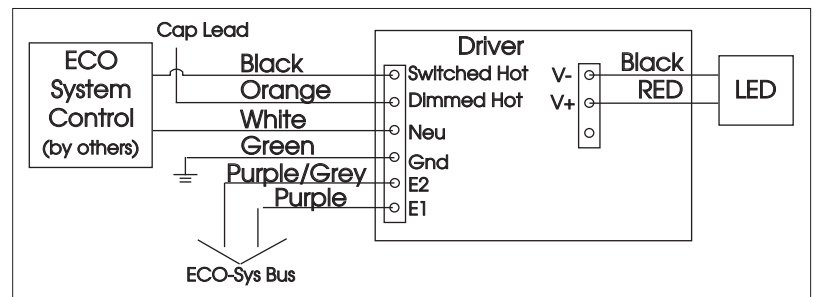 Cap Lead
ECO
System
Control
(by others)
Black
Orange
White
Green
Purple/Grey
Purple
ECO-Sys Bus
Driver
Switched Hot
Dimmed Hot
Neu
Gnd
E2
E1
V-
V+
Black
RED
LED